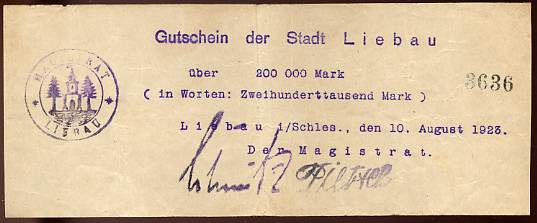 Gutschein der Stadt Liebau
über 200 000 Mark
3636
(in Worten: Zweihunderttausend Mark)
MAGISTRAT
LIEBAU
Liebau i/Schles., den 10. August 1923.
Der Magistrat.